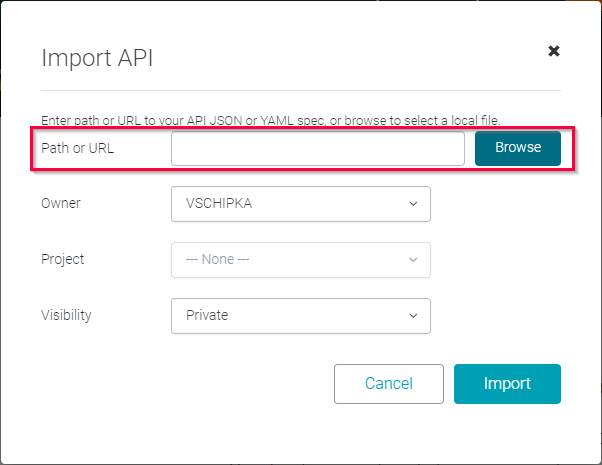 Import API
Enter path or URL to your API JSON or YAML spec, or browse to select a local file.
Path or URL
Browse
Owner
VSCHIPKA
Project
--- None ---
Visibility
Private
Cancel
Import